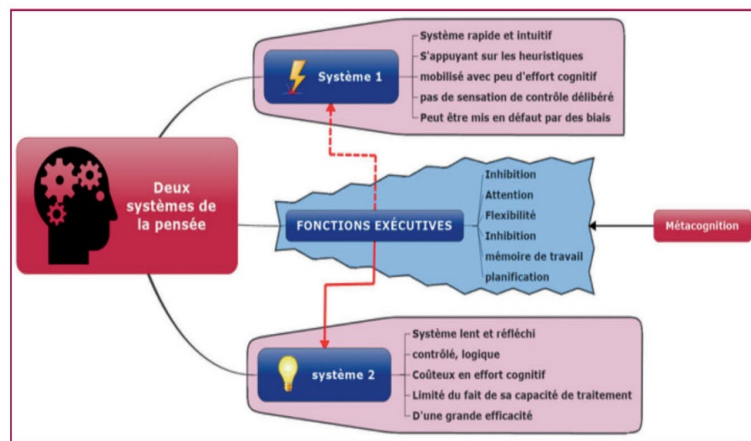 Deux
systèmes de
la pensée
Système 1
Système rapide et intuitif
S'appuyant sur les heuristiques
mobilisé avec peu d'effort cognitif
pas de sensation de contrôle délibéré
Peut être mis en défaut par des biais
FONCTIONS EXÉCUTIVES
Inhibition
Attention
Flexibilité
Inhibition
mémoire de travail
planification
Métacognition
système 2
Système lent et réfléchi
contrôlé, logique
Coûteux en effort cognitif
Limité du fait de sa capacité de traitement
D'une grande efficacité